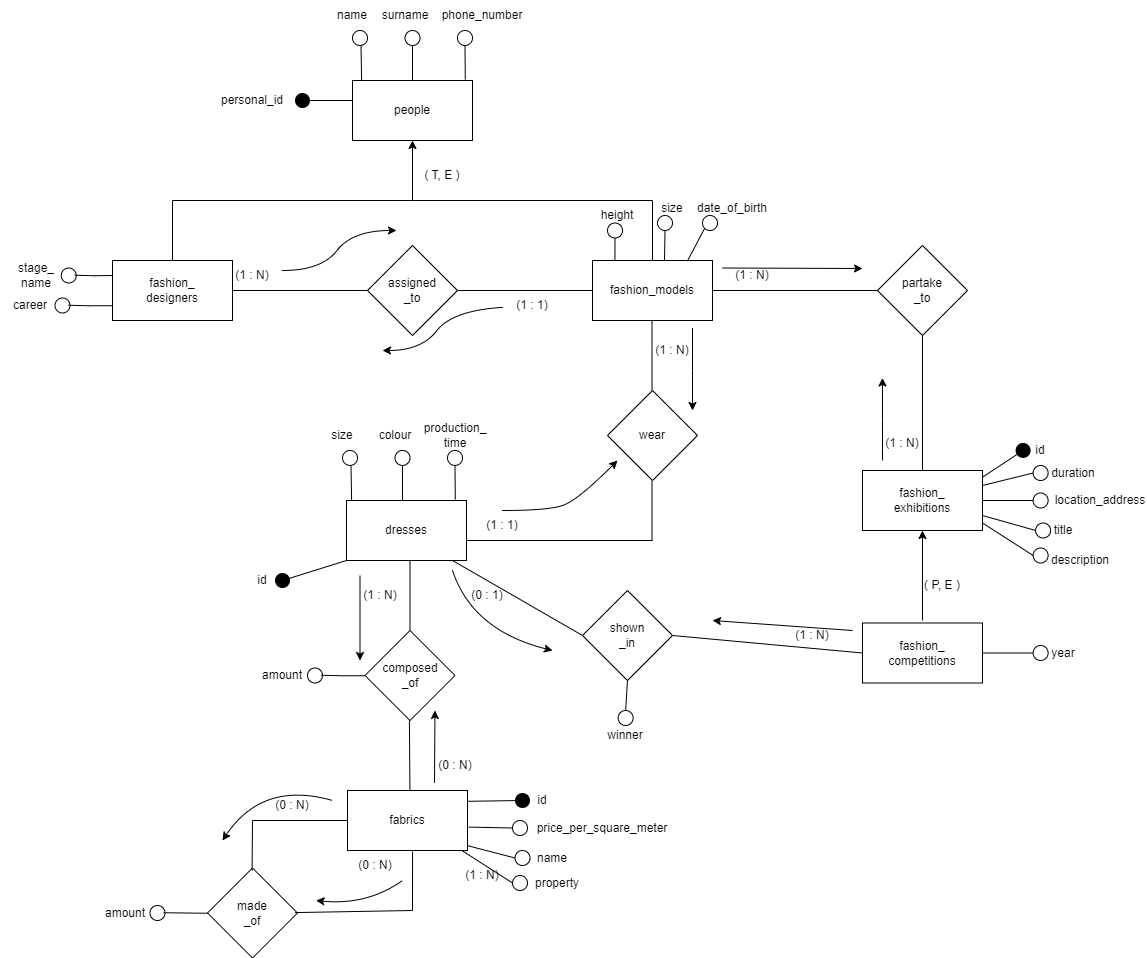 name surname phone_number
personal_id
people
( T, E )
height
size
date_of_birth
stage_
name
career
fashion_
designers
(1 : N)
assigned
_to
(1 : 1)
fashion_models
(1 : N)
partake
_to
(1 : N)
wear
(1 : N)
fashion_
exhibitions
id
duration
location_address
title
description
size
colour
production_
time
dresses
(1 : 1)
id
(1 : N)
(0 : 1)
shown
_in
winner
(1 : N)
( P, E )
fashion_
competitions
year
amount
composed
_of
(0 : N)
fabrics
id
price_per_square_meter
name
(1 : N)
property
(0 : N)
(0 : N)
amount
made
_of